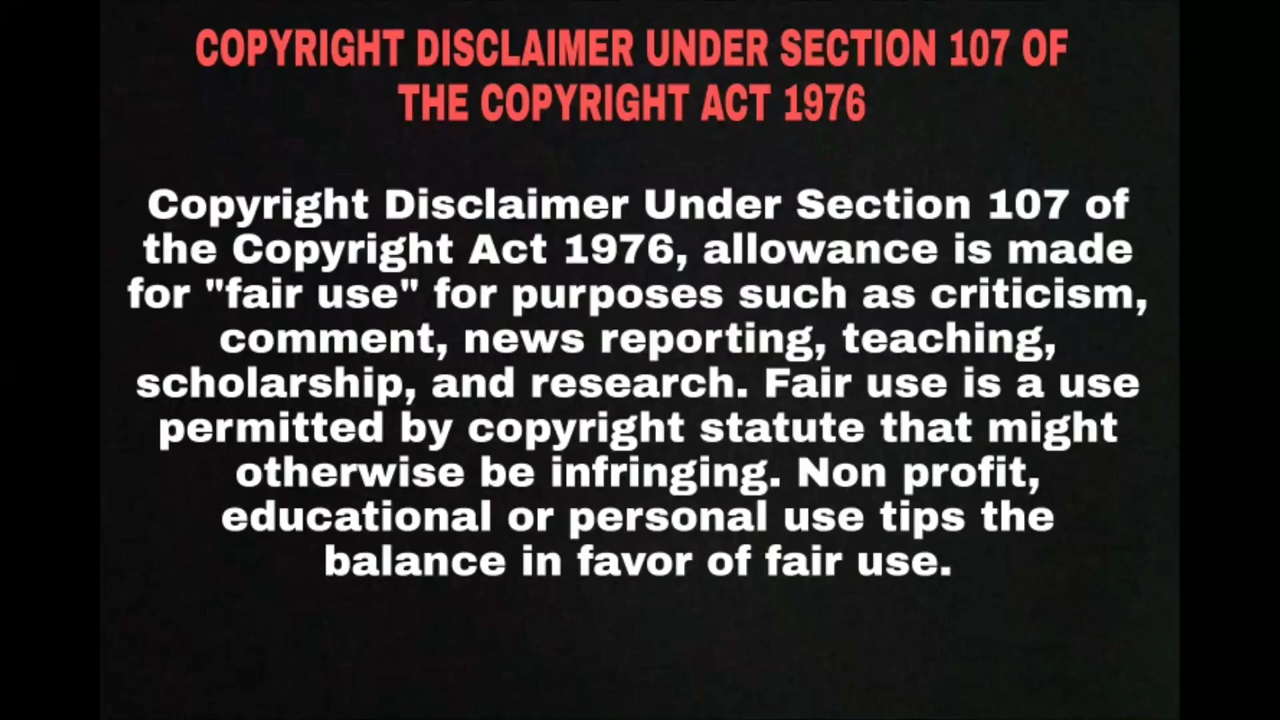 COPYRIGHT DISCLAIMER UNDER SECTION 107 OF
THE COPYRIGHT ACT 1976
Copyright Disclaimer Under Section 107 of
the Copyright Act 1976, allowance is made
for "fair use" for purposes such as criticism,
comment, news reporting, teaching,
scholarship, and research. Fair use is a use
permitted by copyright statute that might
otherwise be infringing. Non profit,
educational or personal use tips the
balance in favor of fair use.